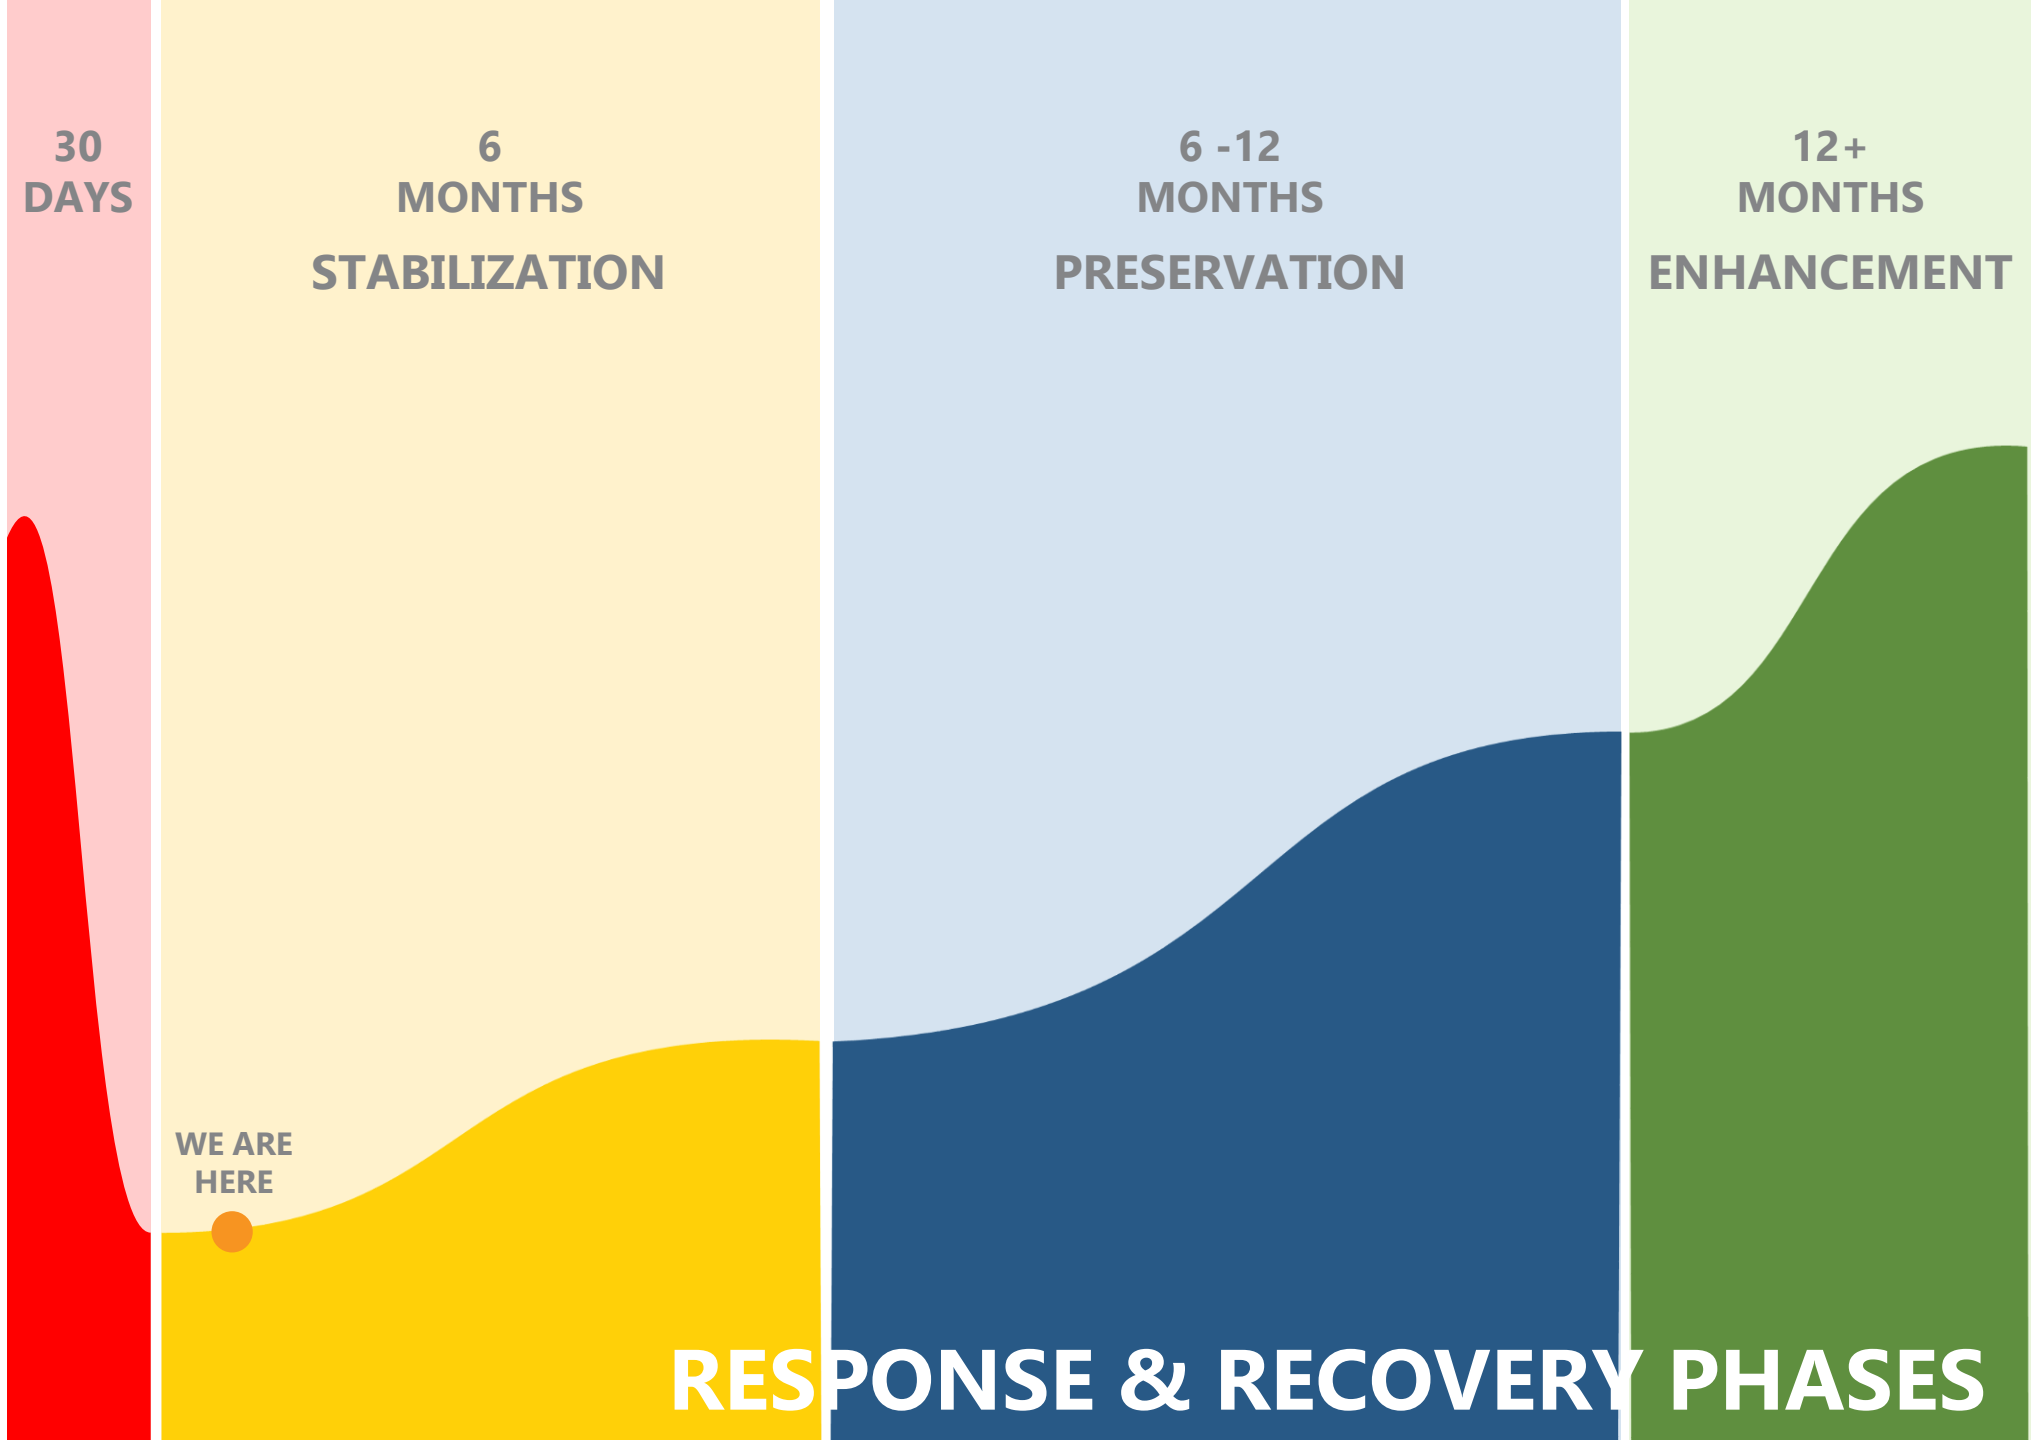 30
DAYS
6
MONTHS
STABILIZATION
6 -12
MONTHS
PRESERVATION
12+
MONTHS
ENHANCEMENT
WE ARE
HERE
RESPONSE & RECOVERY PHASES